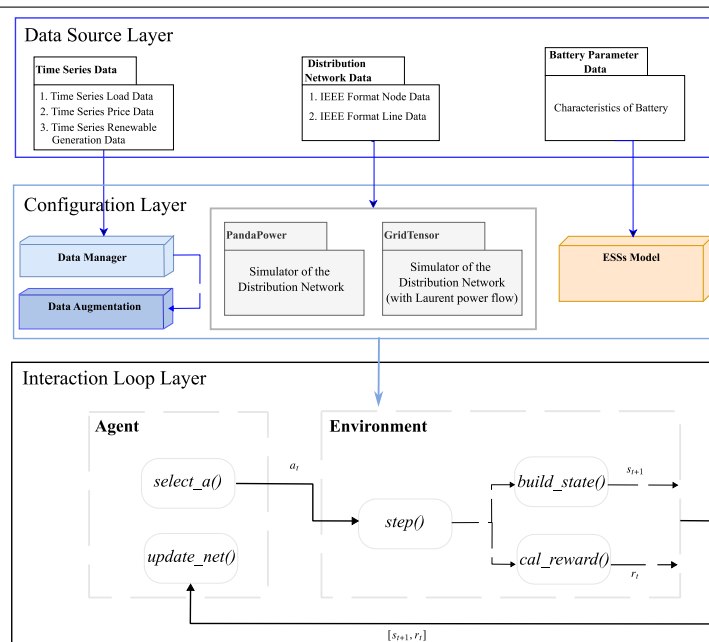 Data Source Layer
Time Series Data
1. Time Series Load Data
2. Time Series Price Data
3. Time Series Renewable
Generation Data
Distribution
Network Data
1. IEEE Format Node Data
2. IEEE Format Line Data
Battery Parameter
Data
Characteristics of Battery
Configuration Layer
Data Manager
Data Augmentation
PandaPower
Simulator of the
Distribution Network
GridTensor
Simulator of the
Distribution Network
(with Laurent power flow)
ESSs Model
Interaction Loop Layer
Agent
select_a()
update_net()
a_t
Environment
step()
build_state()
s_{t+1}
cal_reward()
r_t
[s_{t+1}, r_t]